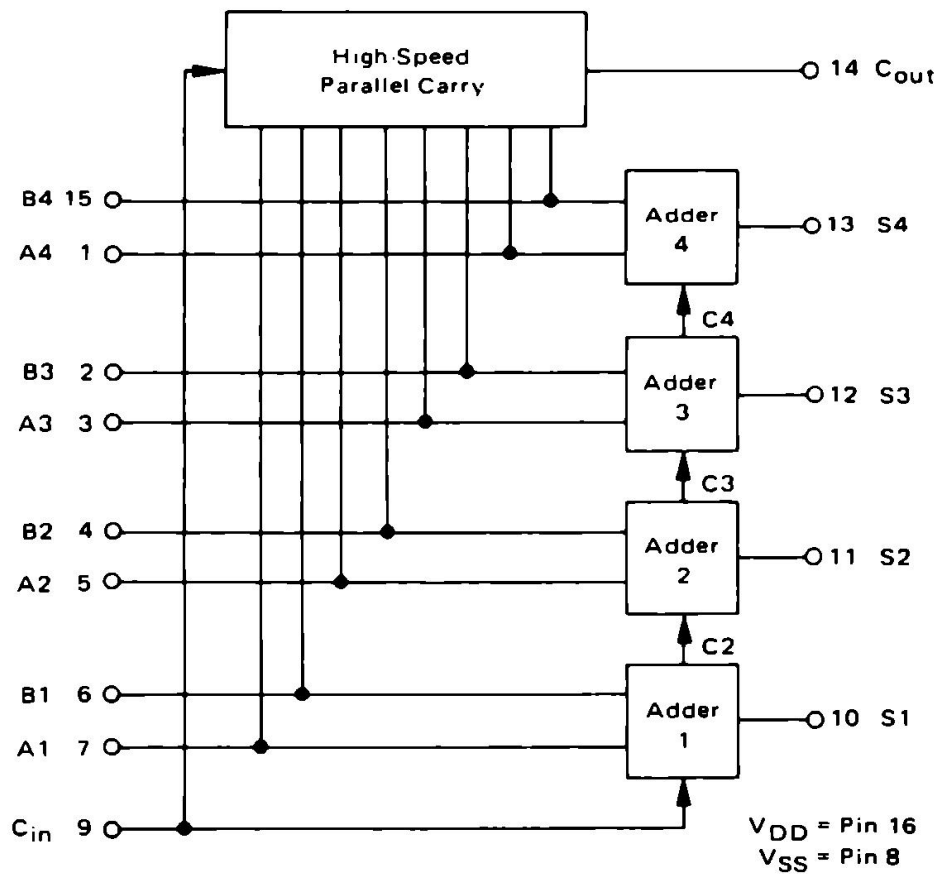 High-Speed
Parallel Carry
14 Cout
B4 15
A4 1
Adder
4
13 S4
C4
B3 2
A3 3
Adder
3
12 S3
C3
B2 4
A2 5
Adder
2
11 S2
C2
B1 6
A1 7
Adder
1
10 S1
Cin 9
VDD = Pin 16
VSS = Pin 8